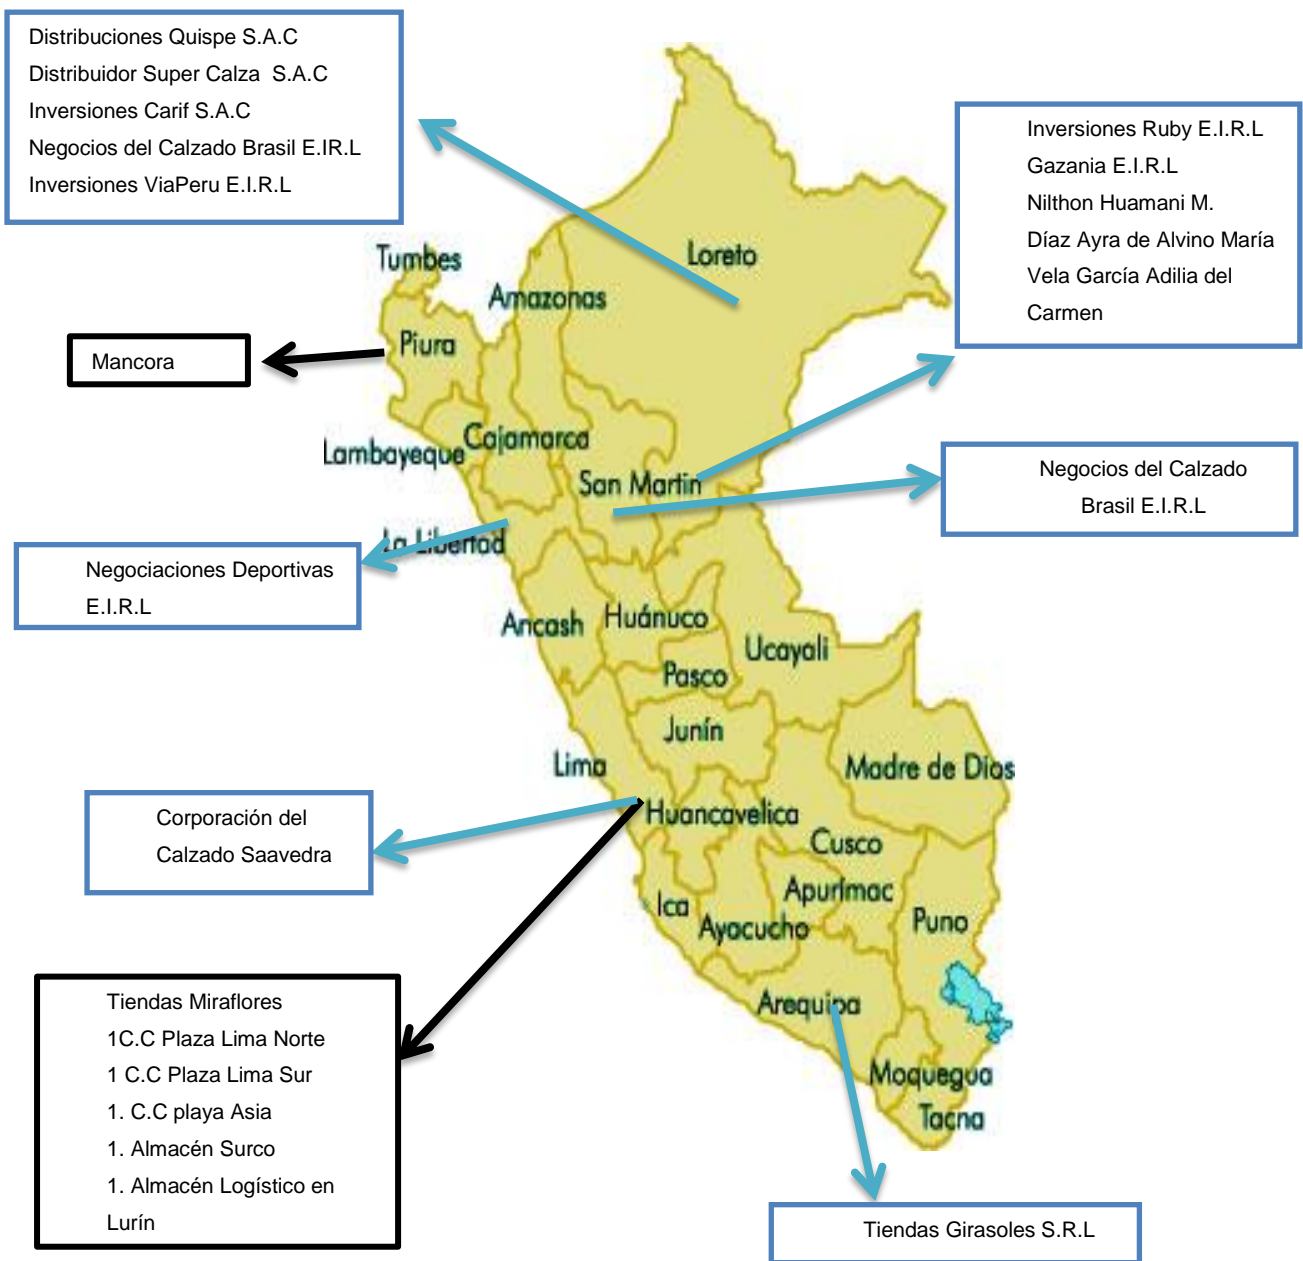 Distribuciones Quispe S.A.C
Distribuidor Super Calza S.A.C
Inversiones Carif S.A.C
Negocios del Calzado Brasil E.IR.L
Inversiones ViaPeru E.I.R.L
Inversiones Ruby E.I.R.L
Gazania E.I.R.L
Nilthon Huamani M.
Díaz Ayra de Alvino María
Vela García Adilia del
Carmen
Loreto
Tumbes
Amazonas
Piura
Mancora
Cajamarca
Lambayeque
San Martin
Negocios del Calzado
Brasil E.I.R.L
La Libertad
Negociaciones Deportivas
E.I.R.L
Ancash
Huánuco
Ucayali
Pasco
Junín
Lima
Madre de Dios
Huancavelica
Corporación del
Calzado Saavedra
Cusco
Apurímac
Ica
Ayacucho
Puno
Tiendas Miraflores
1C.C Plaza Lima Norte
1 C.C Plaza Lima Sur
1. C.C playa Asia
1. Almacén Surco
1. Almacén Logístico en
Lurín
Arequipa
Moquegua
Tacna
Tiendas Girasoles S.R.L